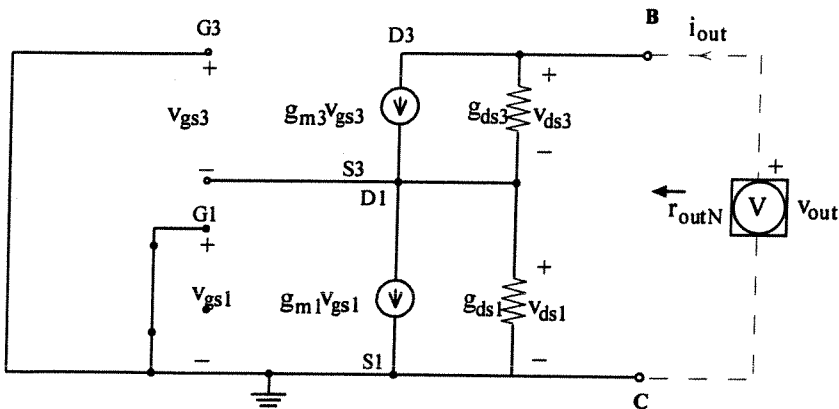 B
G3
D3
i_out
+
+
v_gs3
g_m3v_gs3
g_ds3
v_ds3
−
−
S3
D1
r_outN
+
V
v_out
G1
+
v_gs1
g_m1v_gs1
+
g_ds1
v_ds1
−
S1
−
C